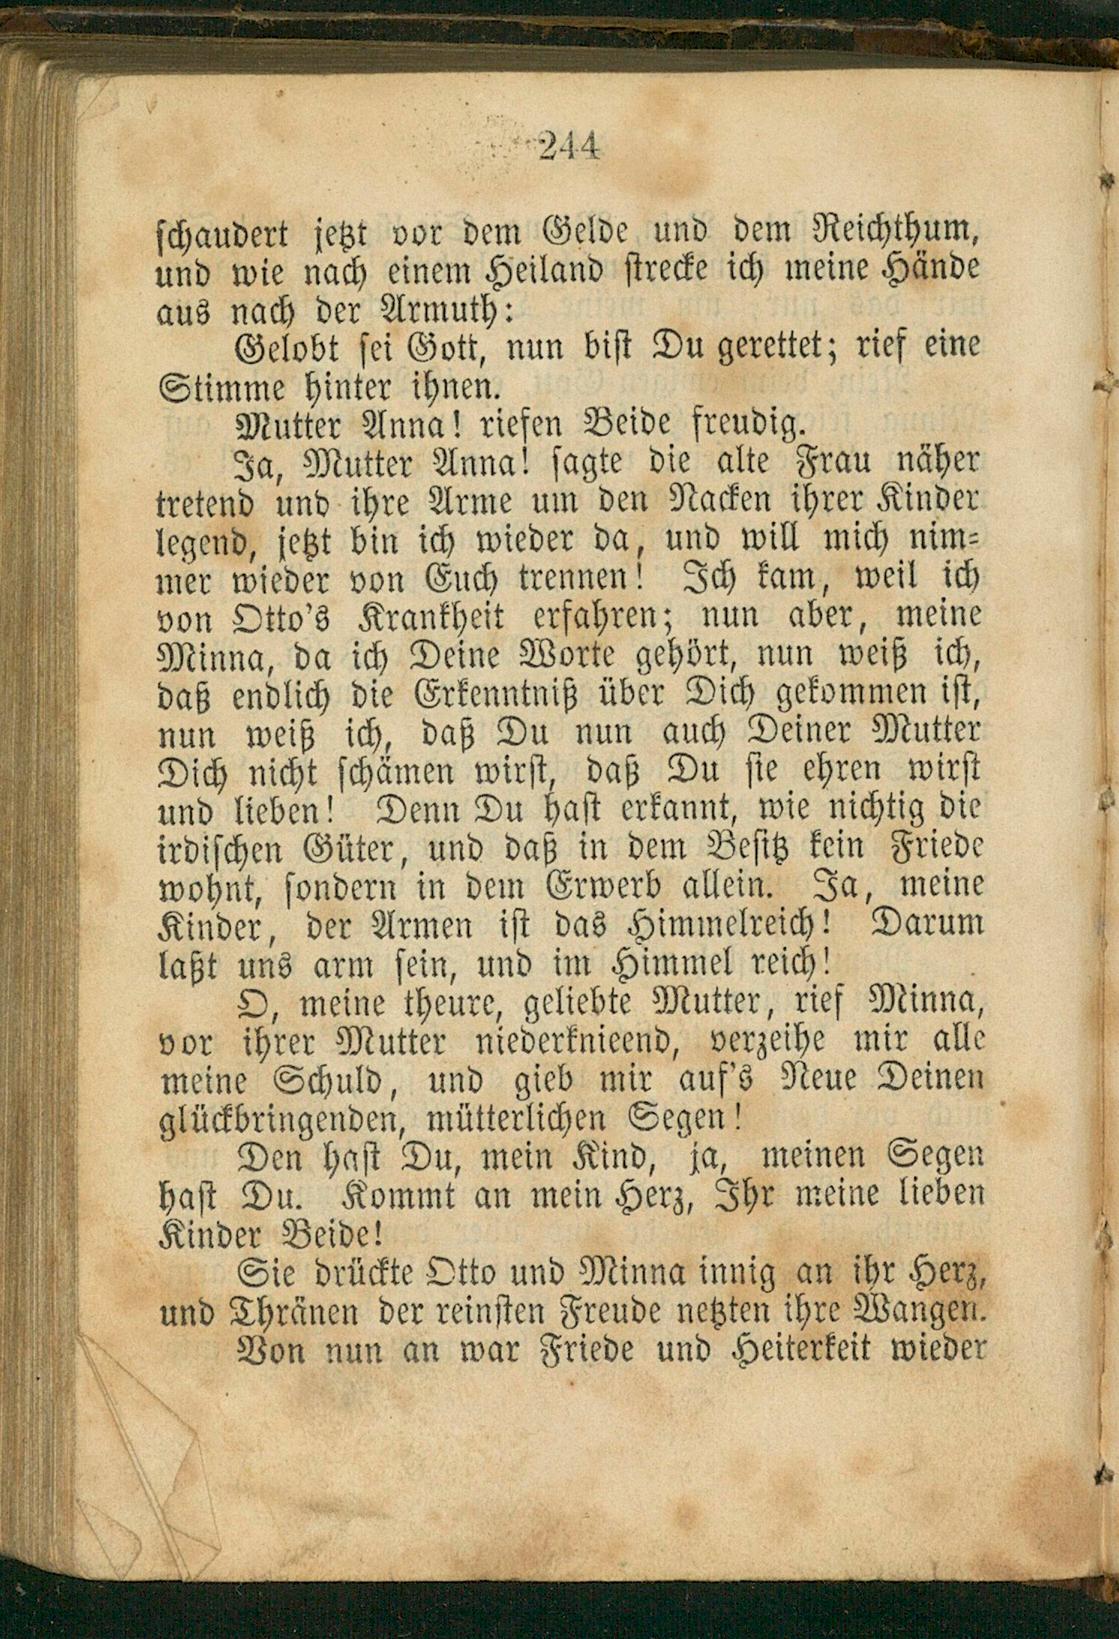 244
schaudert jetzt vor dem Gelde und dem Reichthum,
und wie nach einem Heiland strecke ich meine Hände
aus nach der Armuth:
Gelobt sei Gott, nun bist Du gerettet; rief eine
Stimme hinter ihnen.
Mutter Anna! riefen Beide freudig.
Ja, Mutter Anna! sagte die alte Frau näher
tretend und ihre Arme um den Nacken ihrer Kinder
legend, jetzt bin ich wieder da, und will mich nim-
mer wieder von Euch trennen! Ich kam, weil ich
von Otto's Krankheit erfahren; nun aber, meine
Minna, da ich Deine Worte gehört, nun weiß ich,
daß endlich die Erkenntniß über Dich gekommen ist,
nun weiß ich, daß Du nun auch Deiner Mutter
Dich nicht schämen wirst, daß Du sie ehren wirst
und lieben! Denn Du hast erkannt, wie nichtig die
irdischen Güter, und daß in dem Besitz kein Friede
wohnt, sondern in dem Erwerb allein. Ja, meine
Kinder, der Armen ist das Himmelreich! Darum
laßt uns arm sein, und im Himmel reich!
O, meine theure, geliebte Mutter, rief Minna,
vor ihrer Mutter niederknieend, verzeihe mir alle
meine Schuld, und gieb mir auf's Neue Deinen
glückbringenden, mütterlichen Segen!
Den hast Du, mein Kind, ja, meinen Segen
hast Du. Kommt an mein Herz, Ihr meine lieben
Kinder Beide!
Sie drückte Otto und Minna innig an ihr Herz,
und Thränen der reinsten Freude netzten ihre Wangen.
Von nun an war Friede und Heiterkeit wieder